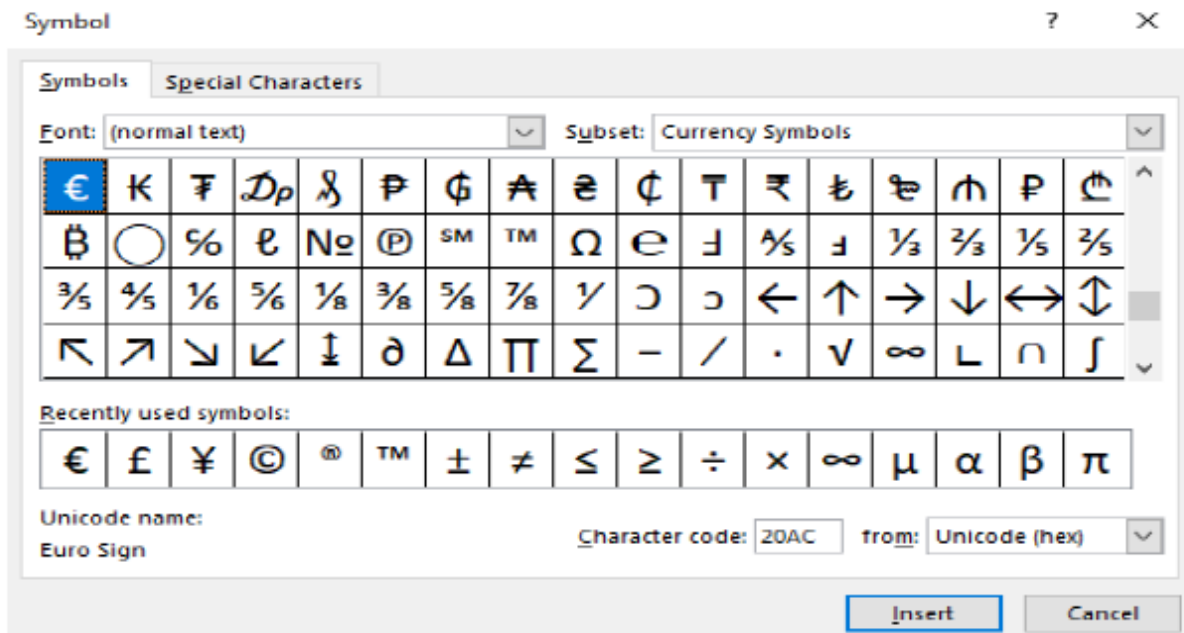 Symbol ? ×
Symbols Special Characters
Font: (normal text) Subset: Currency Symbols
€ ₭ ₮ ₯ ₰ ₱ ₲ ₳ ₴ ₵ ₸ ₹ ₺ ₻ ₼ ₽ ₾
₿ ◯ ℅ ℓ № ℗ ℠ ™ Ω ℮ Ⅎ ⅍ ⅎ ⅓ ⅔ ⅕ ⅖
⅗ ⅘ ⅙ ⅚ ⅛ ⅜ ⅝ ⅞ ⅟ Ↄ ↄ ← ↑ → ↓ ↔ ↕
↖ ↗ ↘ ↙ ↨ ∂ ∆ ∏ ∑ − ∕ ∙ √ ∞ ∟ ∩ ∫
Recently used symbols:
€ £ ¥ © ® ™ ± ≠ ≤ ≥ ÷ × ∞ µ α β π
Unicode name:
Euro Sign
Character code: 20AC from: Unicode (hex)
Insert Cancel